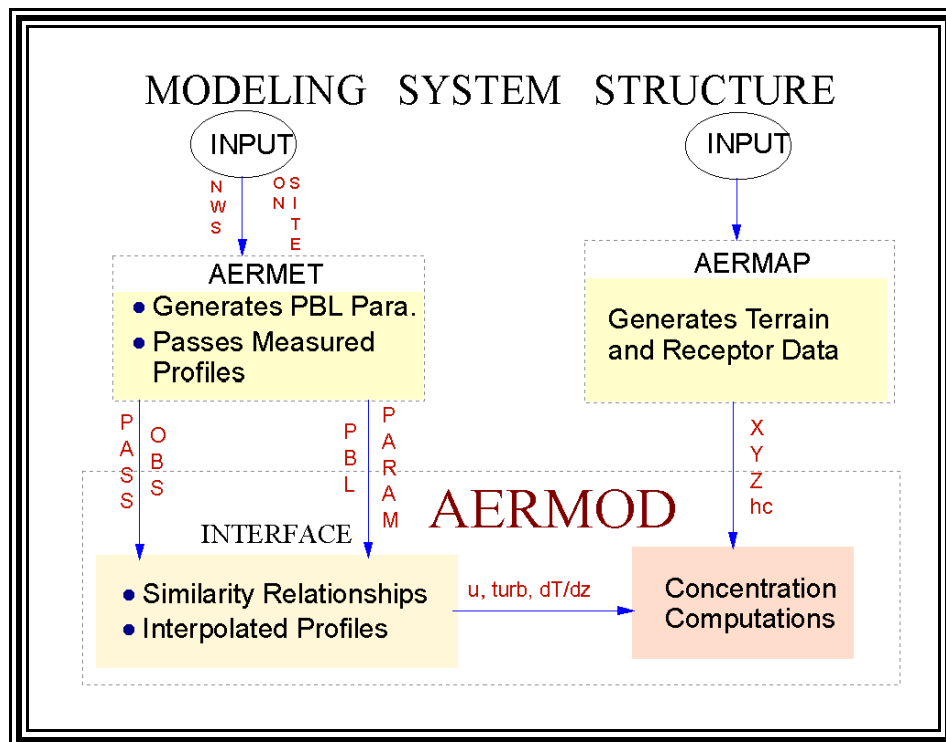 MODELING SYSTEM STRUCTURE
INPUT
NWS
ON
SITE
AERMET
• Generates PBL Para.
• Passes Measured
Profiles
INPUT
AERMAP
Generates Terrain
and Receptor Data
PASS
OBS
PBL
PARAM
X
Y
Z
hc
AERMOD
INTERFACE
• Similarity Relationships
• Interpolated Profiles
u, turb, dT/dz
Concentration
Computations